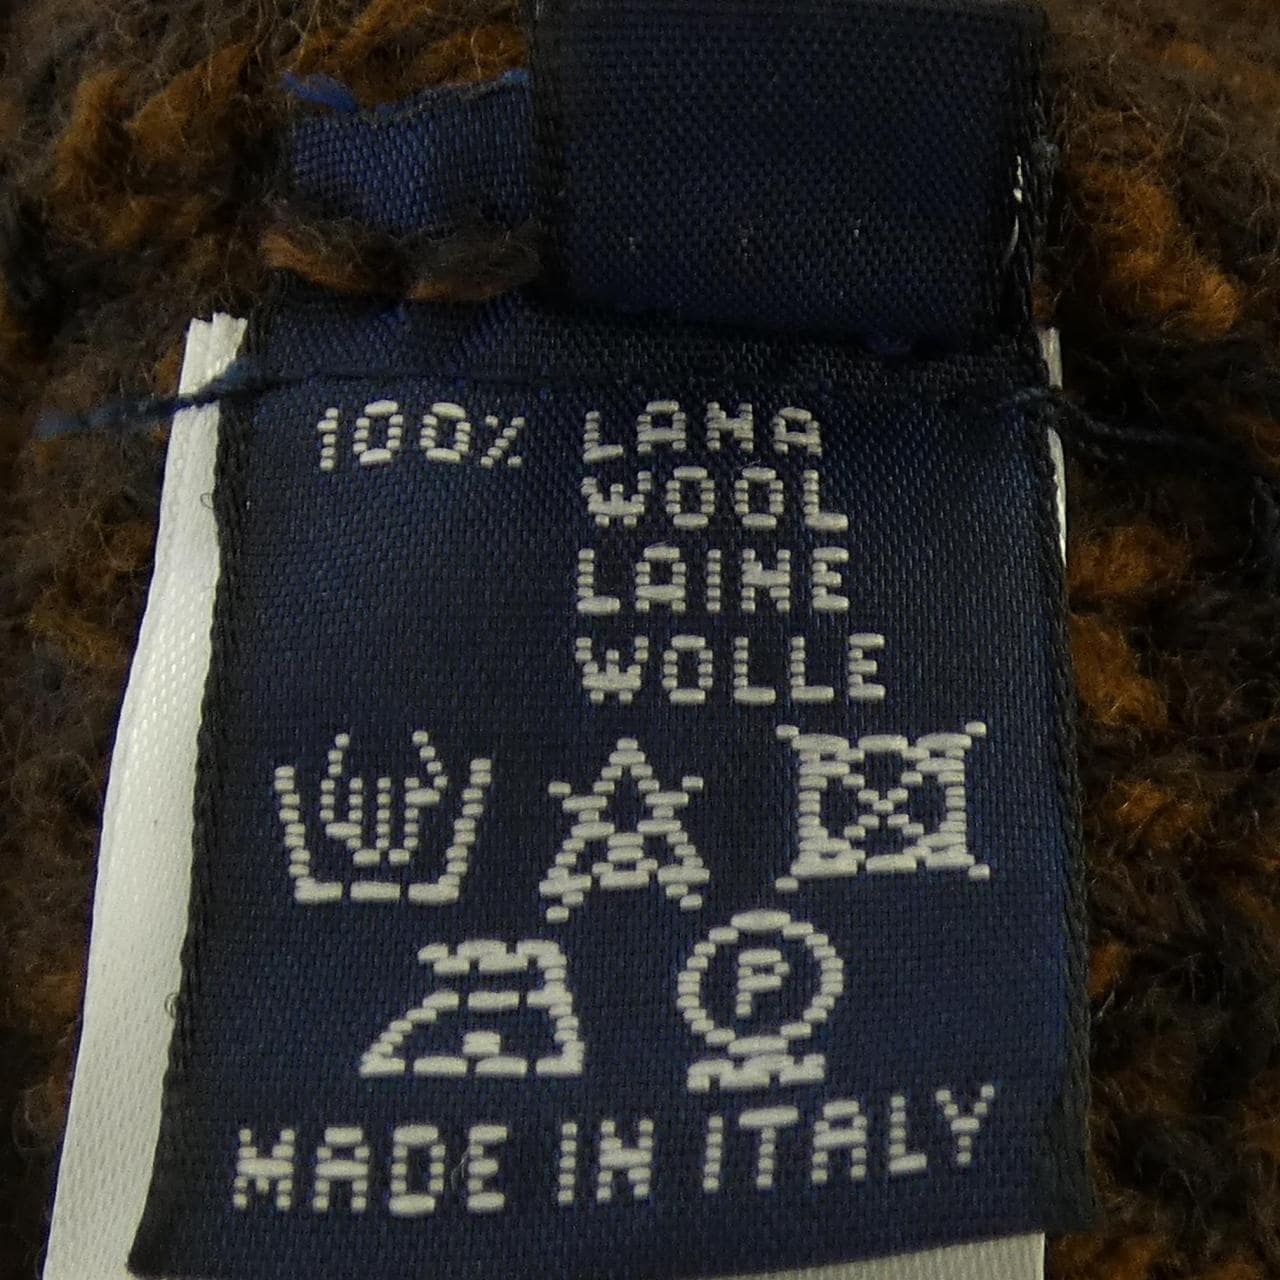 100% LANA
WOOL
LAINE
WOLLE
P
MADE IN ITALY